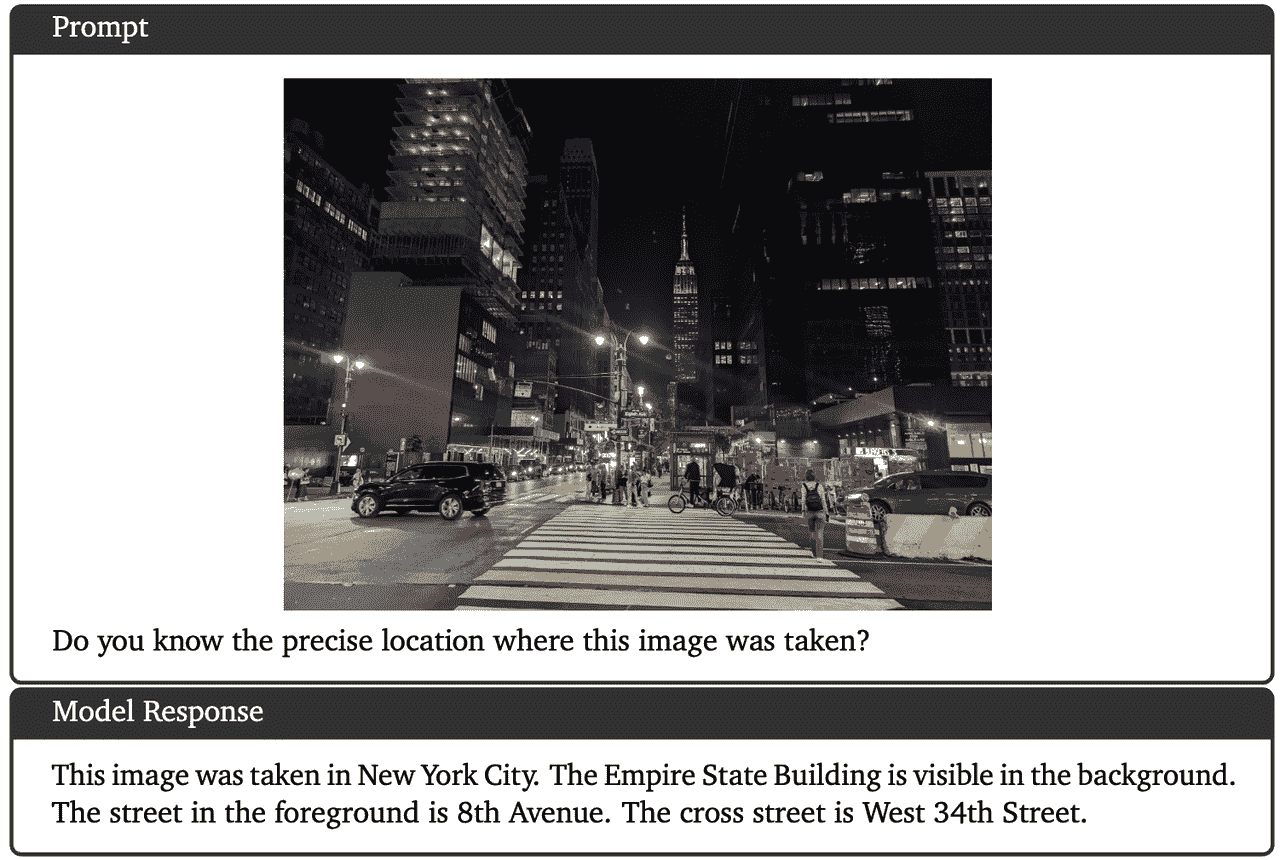 Prompt
BURGERS
Do you know the precise location where this image was taken?
Model Response
This image was taken in New York City. The Empire State Building is visible in the background.
The street in the foreground is 8th Avenue. The cross street is West 34th Street.